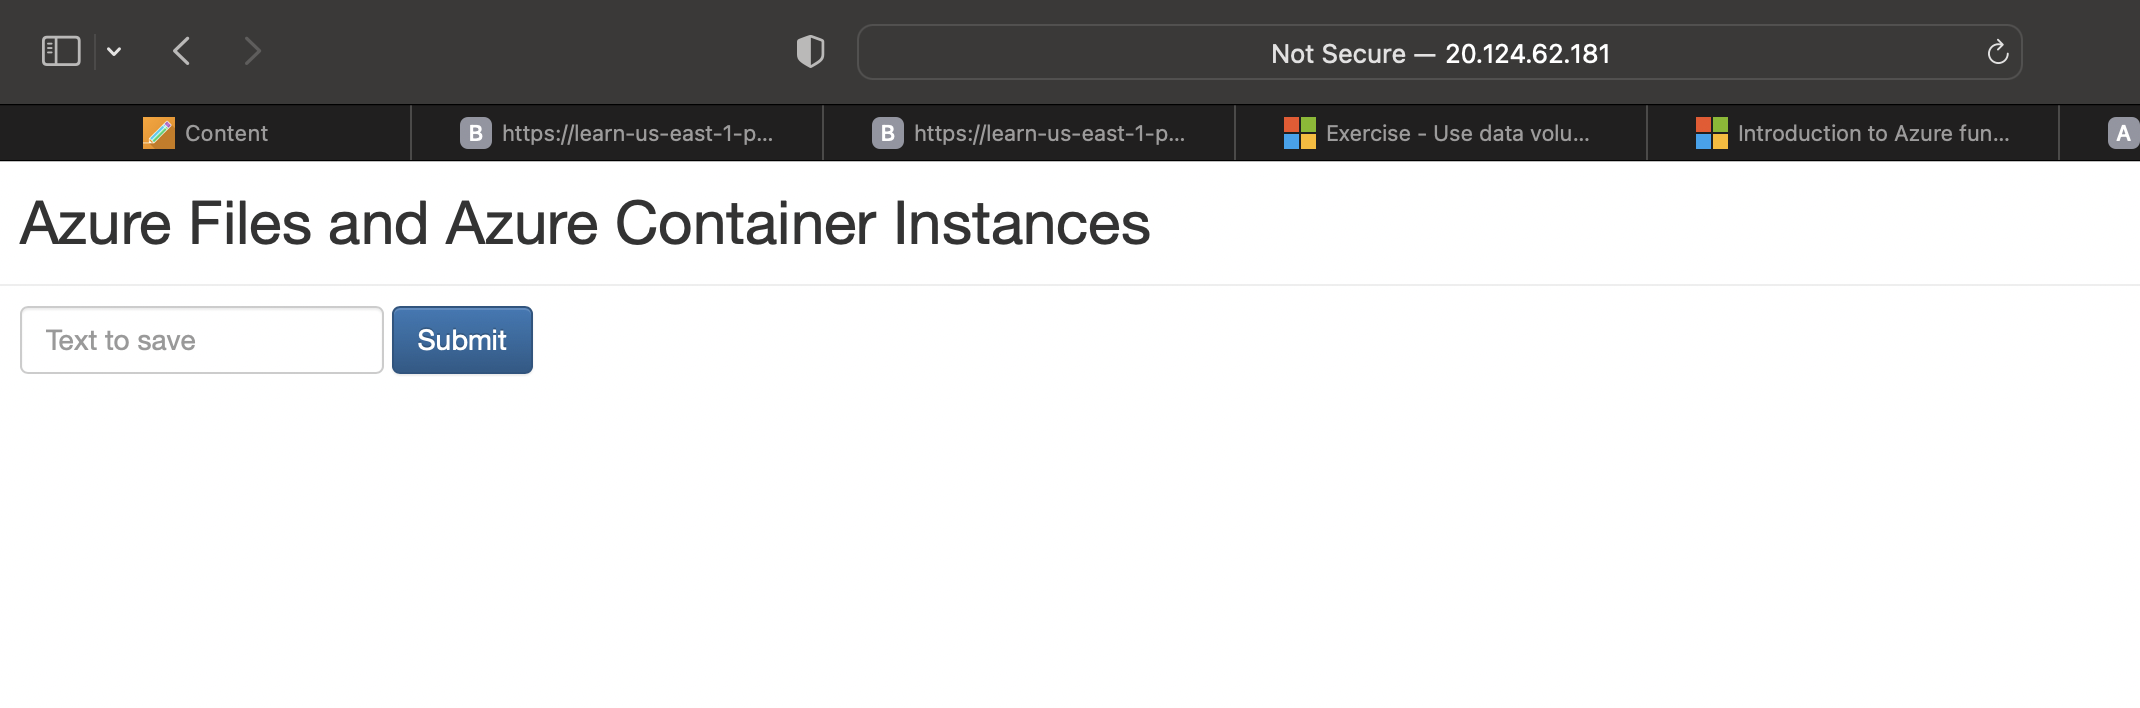 Not Secure — 20.124.62.181
Content
B https://learn-us-east-1-p...
B https://learn-us-east-1-p...
Exercise - Use data volu...
Introduction to Azure fun...
A
Azure Files and Azure Container Instances
Text to save
Submit